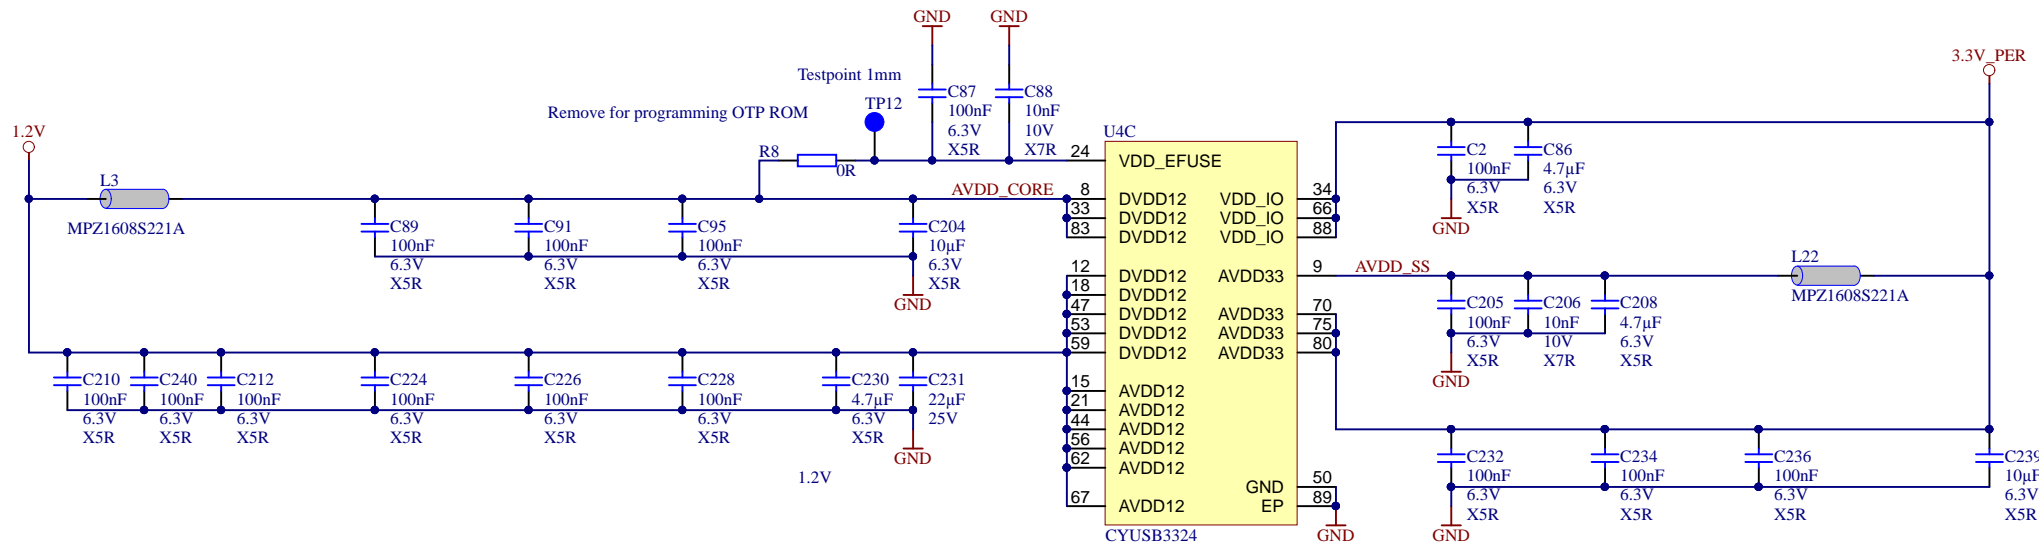 GND
GND
3.3V_PER
Testpoint 1mm
TP12
Remove for programming OTP ROM
C87
100nF
6.3V
X5R
C88
10nF
10V
X7R
1.2V
L3
MPZ1608S221A
R8
0R
AVDD_CORE
C89
100nF
6.3V
X5R
C91
100nF
6.3V
X5R
C95
100nF
6.3V
X5R
C204
10µF
6.3V
X5R
GND
C210
100nF
6.3V
X5R
C240
100nF
6.3V
X5R
C212
100nF
6.3V
X5R
C224
100nF
6.3V
X5R
C226
100nF
6.3V
X5R
C228
100nF
6.3V
X5R
C230
4.7µF
6.3V
X5R
C231
22µF
25V
GND
1.2V
U4C
24 VDD_EFUSE
8 DVDD12
33 DVDD12
83 DVDD12
12 DVDD12
18 DVDD12
47 DVDD12
53 DVDD12
59 DVDD12
15 AVDD12
21 AVDD12
44 AVDD12
56 AVDD12
62 AVDD12
67 AVDD12
VDD_IO 34
VDD_IO 66
VDD_IO 88
AVDD33 9
AVDD33 70
AVDD33 75
AVDD33 80
GND 50
EP 89
CYUSB3324
GND
C2
100nF
6.3V
X5R
C86
4.7µF
6.3V
X5R
GND
AVDD_SS
L22
MPZ1608S221A
C205
100nF
6.3V
X5R
C206
10nF
10V
X7R
C208
4.7µF
6.3V
X5R
GND
C232
100nF
6.3V
X5R
C234
100nF
6.3V
X5R
C236
100nF
6.3V
X5R
C239
10µF
6.3V
X5R
GND